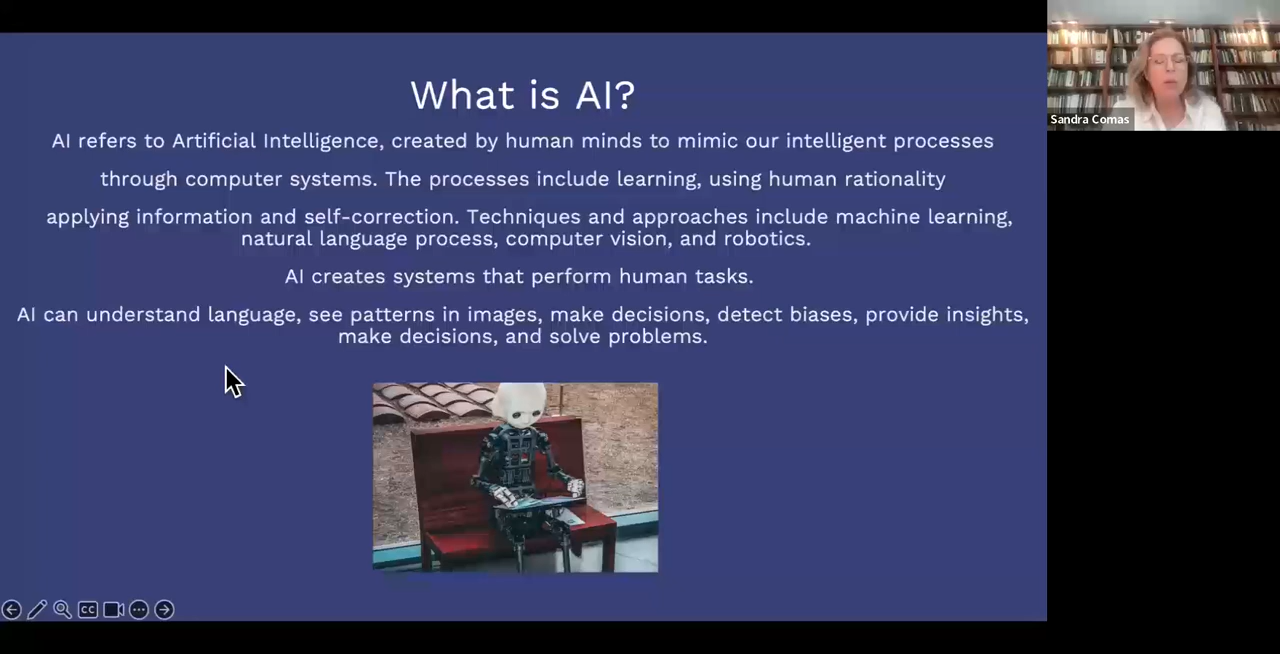 What is AI?
AI refers to Artificial Intelligence, created by human minds to mimic our intelligent processes
through computer systems. The processes include learning, using human rationality
applying information and self-correction. Techniques and approaches include machine learning,
natural language process, computer vision, and robotics.
AI creates systems that perform human tasks.
AI can understand language, see patterns in images, make decisions, detect biases, provide insights,
make decisions, and solve problems.
Sandra Comas
CC